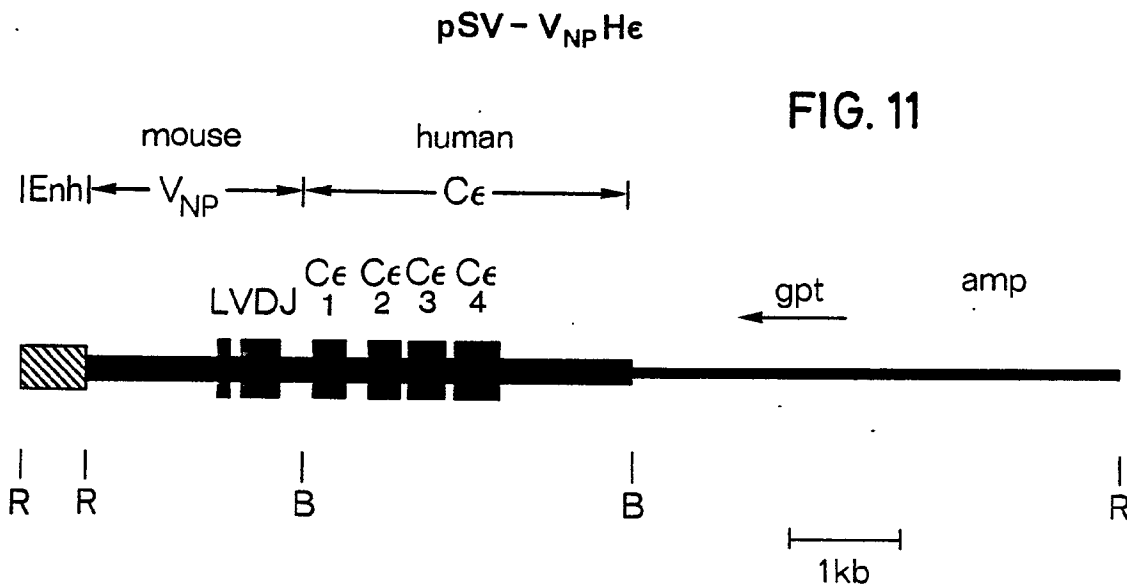 pSV – V_NP Hε
FIG. 11
mouse human
|Enh| V_NP Cε
Cε Cε Cε Cε
LVDJ 1 2 3 4
gpt amp
R R B B R
1kb